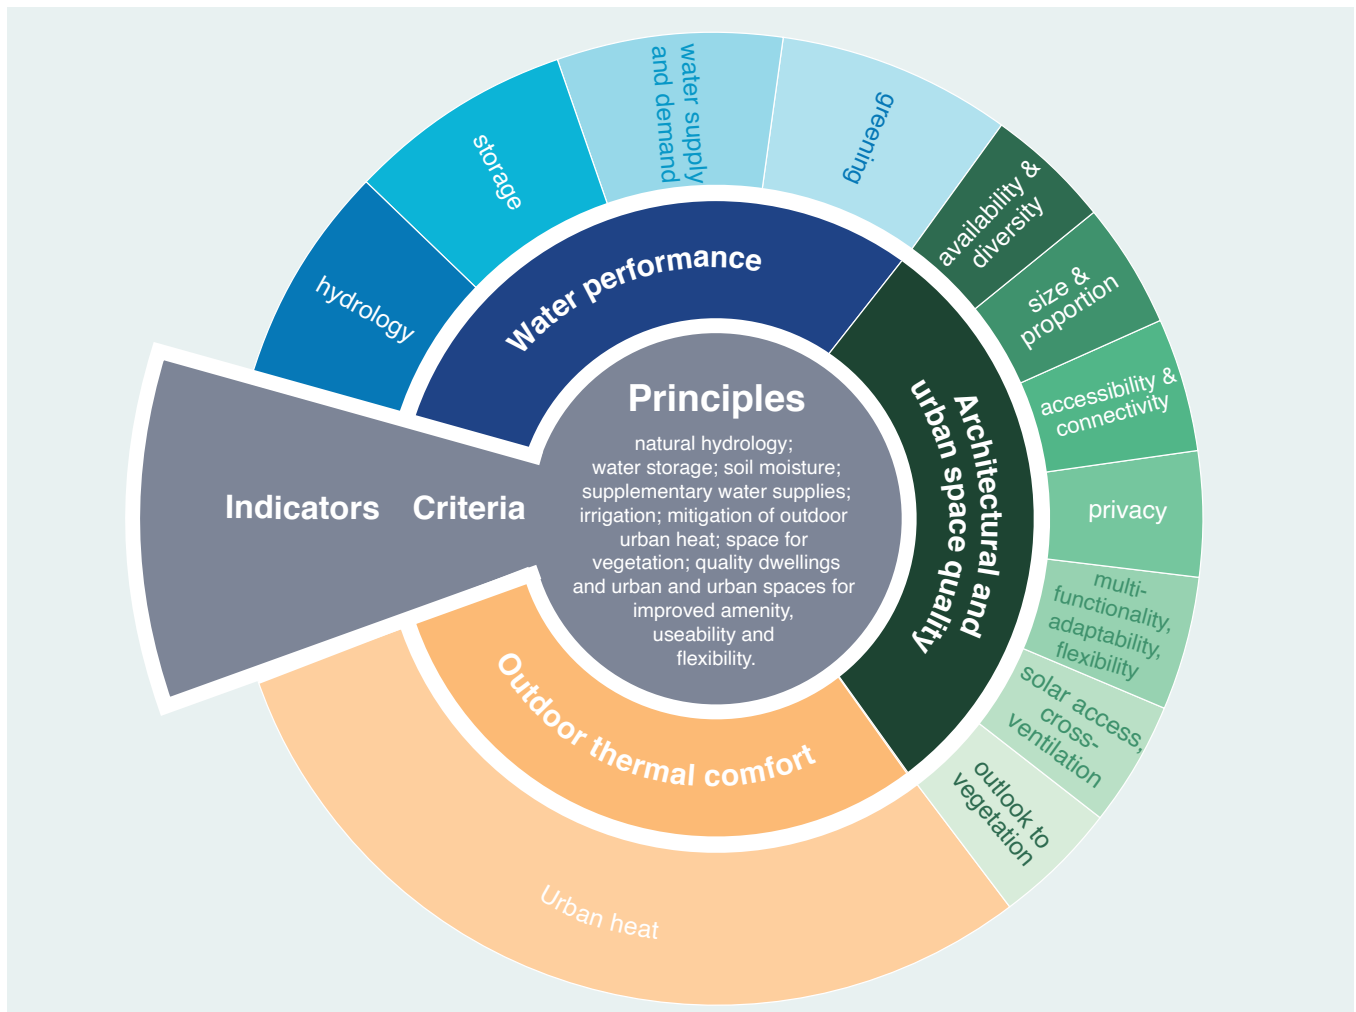 water supply
and demand
greening
storage
hydrology
availability &
diversity
size &
proportion
accessibility &
connectivity
privacy
multi-
functionality,
adaptability,
flexibility
solar access,
cross-
ventilation
outlook to
vegetation
Urban heat
Water performance
Architectural and
urban space quality
Outdoor thermal comfort
Indicators
Criteria
Principles
natural hydrology;
water storage; soil moisture;
supplementary water supplies;
irrigation; mitigation of outdoor
urban heat; space for
vegetation; quality dwellings
and urban and urban spaces for
improved amenity,
useability and
flexibility.